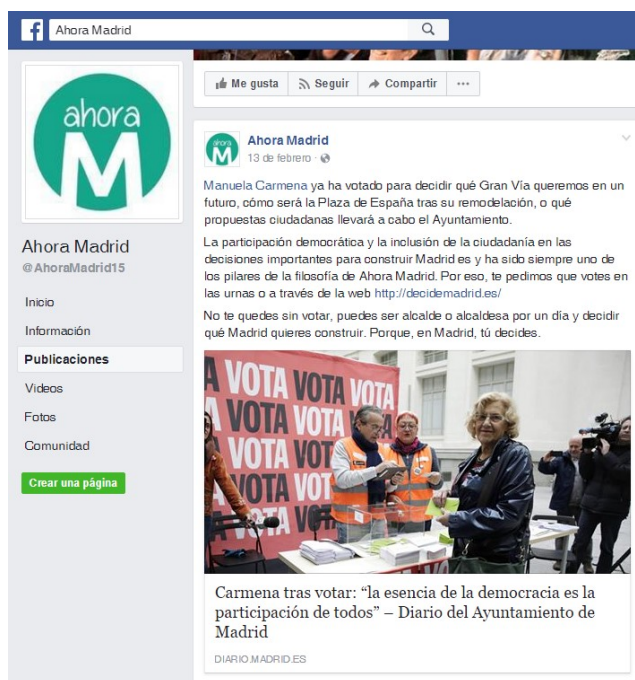 Ahora Madrid
ahora
M
Me gusta
Seguir
Compartir
Ahora Madrid
@AhoraMadrid15
Inicio
Información
Publicaciones
Videos
Fotos
Comunidad
Crear una página
ahora
M
Ahora Madrid
13 de febrero ·
Manuela Carmena ya ha votado para decidir qué Gran Vía queremos en un
futuro, cómo será la Plaza de España tras su remodelación, o qué
propuestas ciudadanas llevará a cabo el Ayuntamiento.
La participación democrática y la inclusión de la ciudadanía en las
decisiones importantes para construir Madrid es y ha sido siempre uno de
los pilares de la filosofía de Ahora Madrid. Por eso, te pedimos que votes en
las urnas o a través de la web http://decidemadrid.es/
No te quedes sin votar, puedes ser alcalde o alcaldesa por un día y decidir
qué Madrid quieres construir. Porque, en Madrid, tú decides.
A VOTA VOTA VOTA
A VOTA VOTA
VOTA VOT
VOTA VOT
TA VOT
Carmena tras votar: “la esencia de la democracia es la
participación de todos” – Diario del Ayuntamiento de
Madrid
DIARIO.MADRID.ES